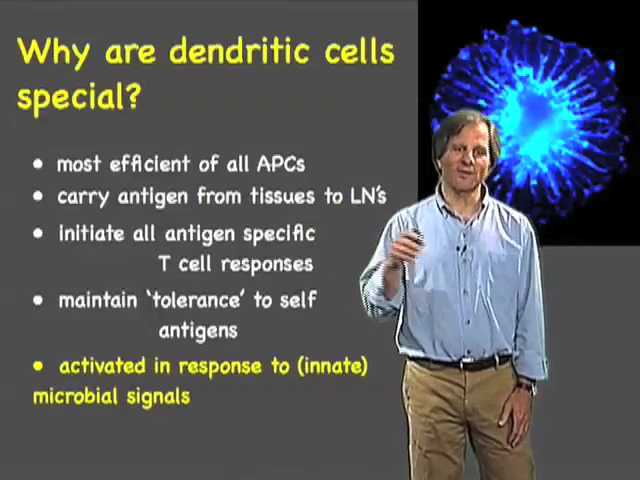 Why are dendritic cells
special?
• most efficient of all APCs
• carry antigen from tissues to LN's
• initiate all antigen specific
T cell responses
• maintain 'tolerance' to self
antigens
• activated in response to (innate)
microbial signals